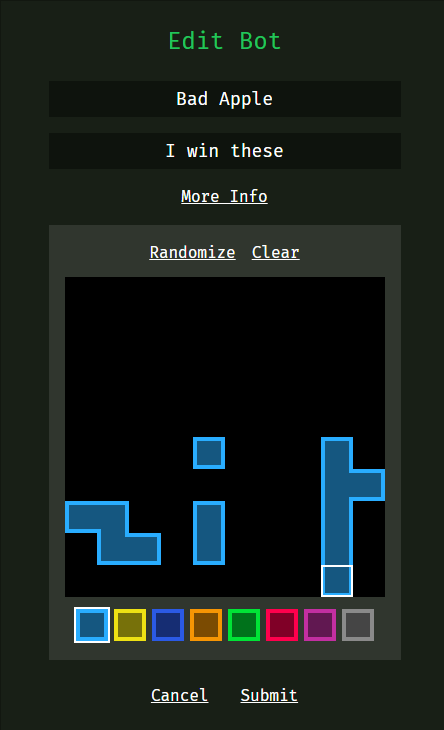 Edit Bot
Bad Apple
I win these
More Info
Randomize Clear
Cancel Submit